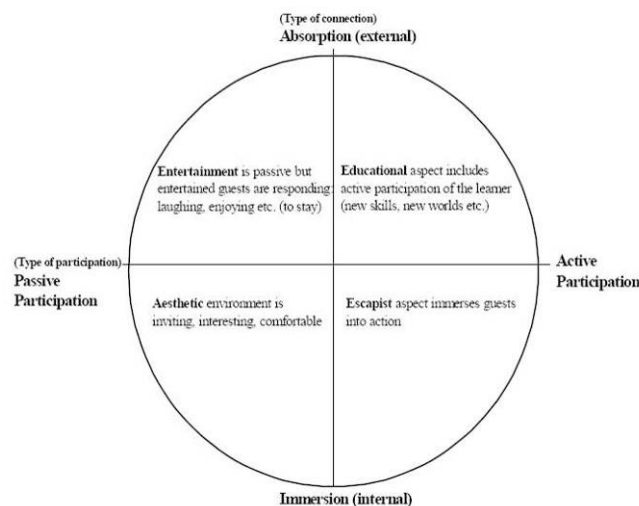 (Type of connection)
Absorption (external)
Entertainment is passive but
entertained guests are responding:
laughing, enjoying etc. (to stay)
Educational aspect includes
active participation of the learner
(new skills, new worlds etc.)
(Type of participation)
Passive
Participation
Active
Participation
Aesthetic environment is
inviting, interesting, comfortable
Escapist aspect immerses guests
into action
Immersion (internal)